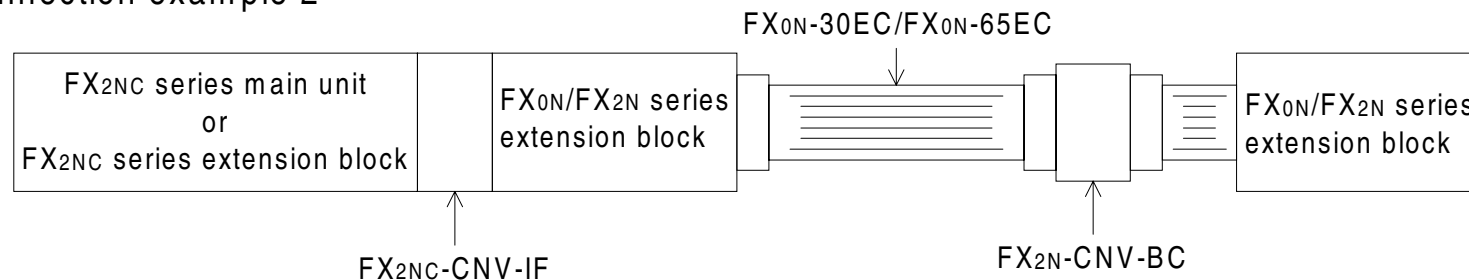 FX0N-30EC/FX0N-65EC
FX2NC series main unit
or
FX2NC series extension block
FX0N/FX2N series
extension block
FX0N/FX2N series
extension block
FX2NC-CNV-IF
FX2N-CNV-BC